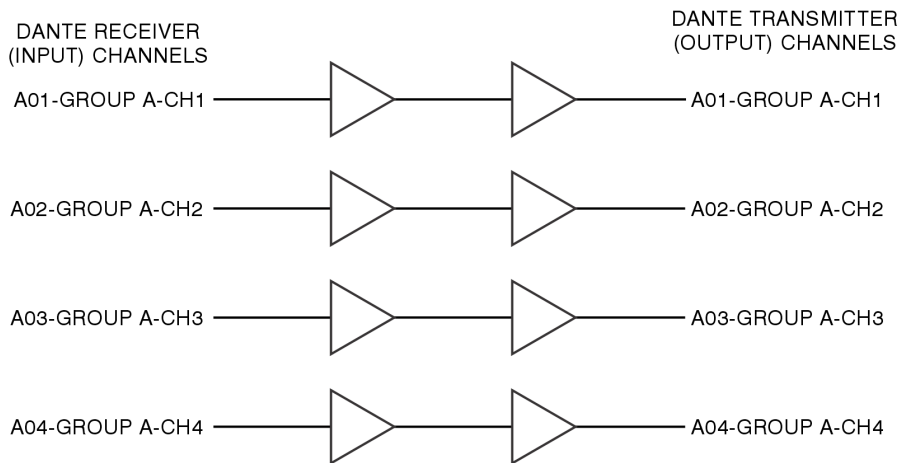 DANTE RECEIVER
(INPUT) CHANNELS
DANTE TRANSMITTER
(OUTPUT) CHANNELS
A01-GROUP A-CH1
A01-GROUP A-CH1
A02-GROUP A-CH2
A02-GROUP A-CH2
A03-GROUP A-CH3
A03-GROUP A-CH3
A04-GROUP A-CH4
A04-GROUP A-CH4